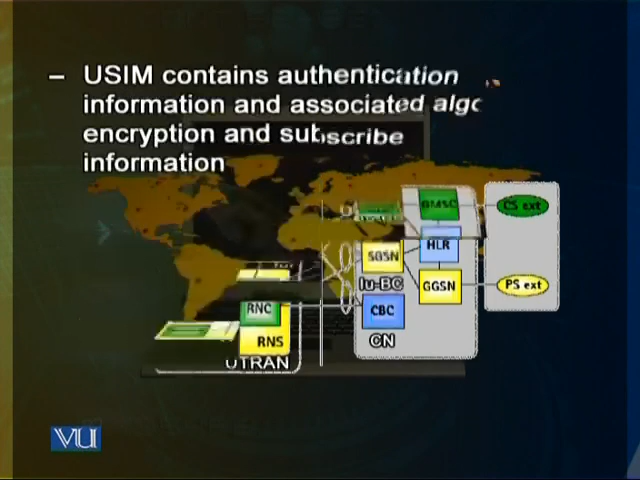 – USIM contains authentication
information and associated algo
encryption and subscribe
information
GMSC
CS ext
HLR
SGSN
Iu-BC
GGSN
PS ext
RNC
CBC
RNS
CN
UTRAN
VU